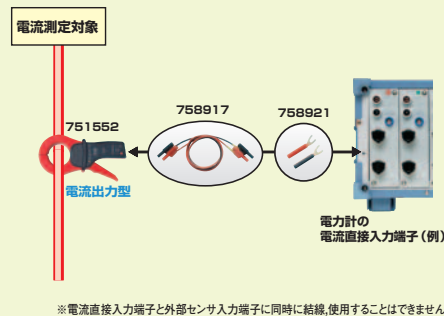 電流測定対象
751552
電流出力型
758917
758921
電力計の
電流直接入力端子（例）
※電流直接入力端子と外部センサ入力端子に同時に結線,使用することはできません